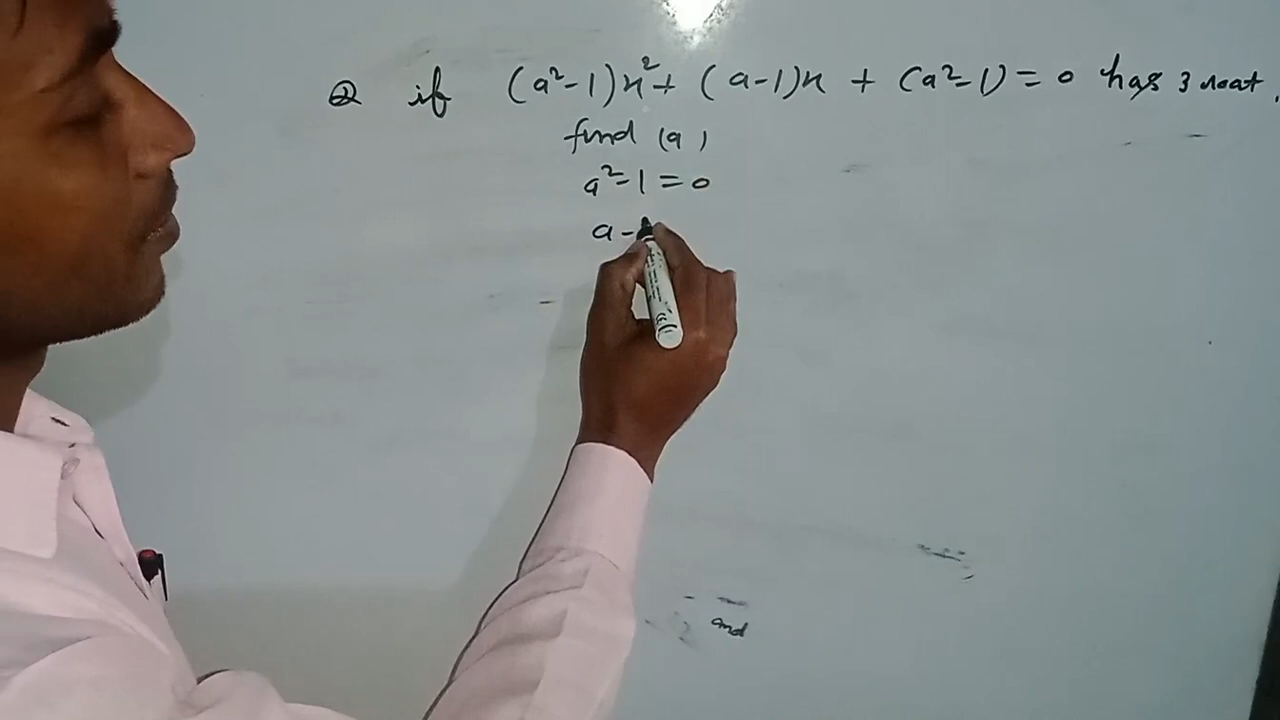 Q if (a²-1)x² + (a-1)x + (a²-1) = 0 has 3 root.
find (a)
a²-1 = 0
a -
and